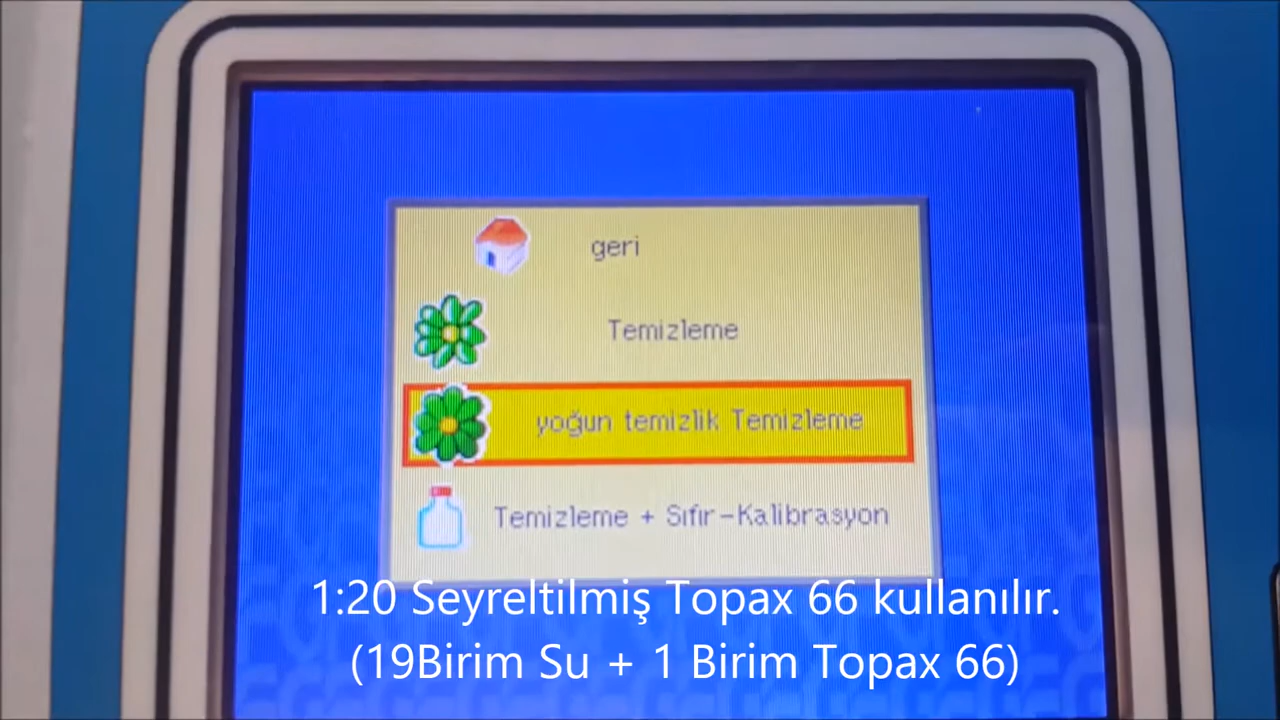 geri
Temizleme
yoğun temizlik Temizleme
Temizleme + Sıfır-Kalibrasyon
1:20 Seyreltilmiş Topax 66 kullanılır.
(19Birim Su + 1 Birim Topax 66)